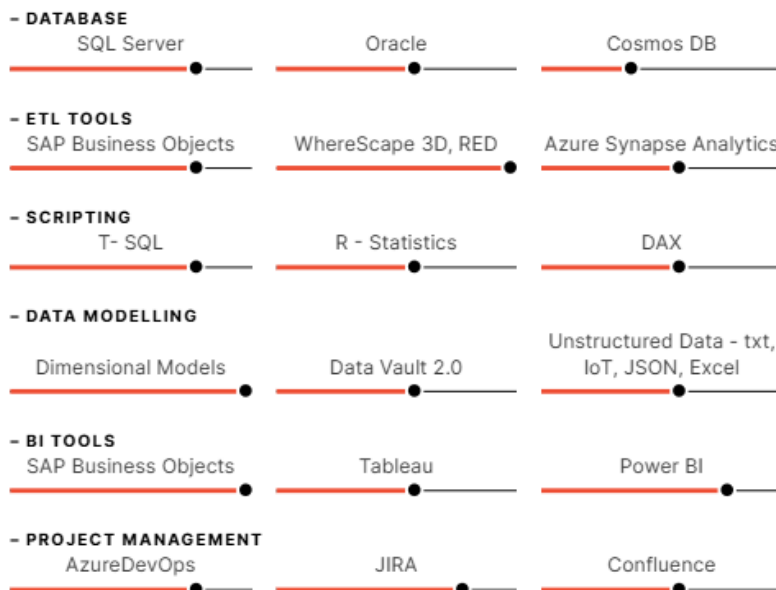 – DATABASE
SQL Server Oracle Cosmos DB
– ETL TOOLS
SAP Business Objects WhereScape 3D, RED Azure Synapse Analytics
– SCRIPTING
T- SQL R - Statistics DAX
– DATA MODELLING
Dimensional Models Data Vault 2.0 Unstructured Data - txt,
IoT, JSON, Excel
– BI TOOLS
SAP Business Objects Tableau Power BI
– PROJECT MANAGEMENT
AzureDevOps JIRA Confluence